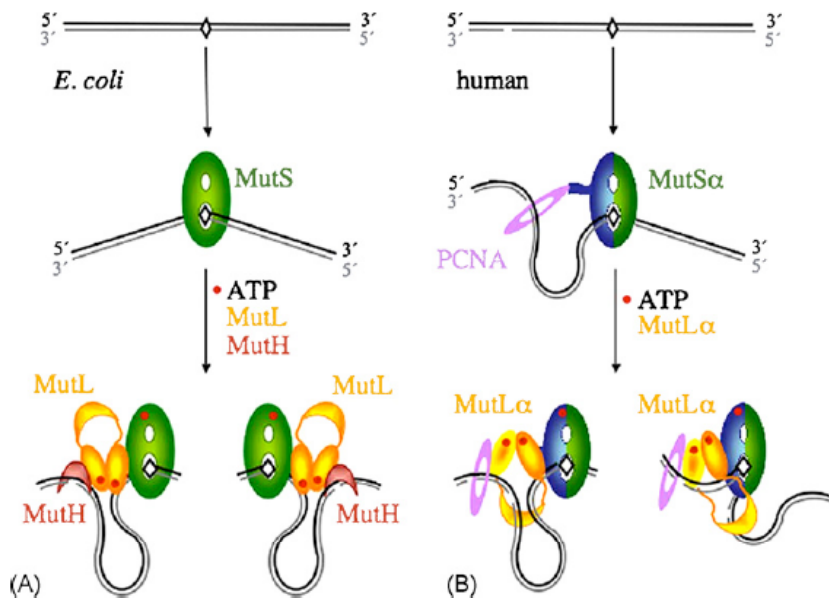 5´ 3´
3´ 5´
E. coli
MutS
5´ 3´
3´ 5´
ATP
MutL
MutH
MutL MutL
MutH MutH
(A)
5´ 3´
3´ 5´
human
5´
3´
MutSα
PCNA
3´
5´
ATP
MutLα
MutLα MutLα
(B)